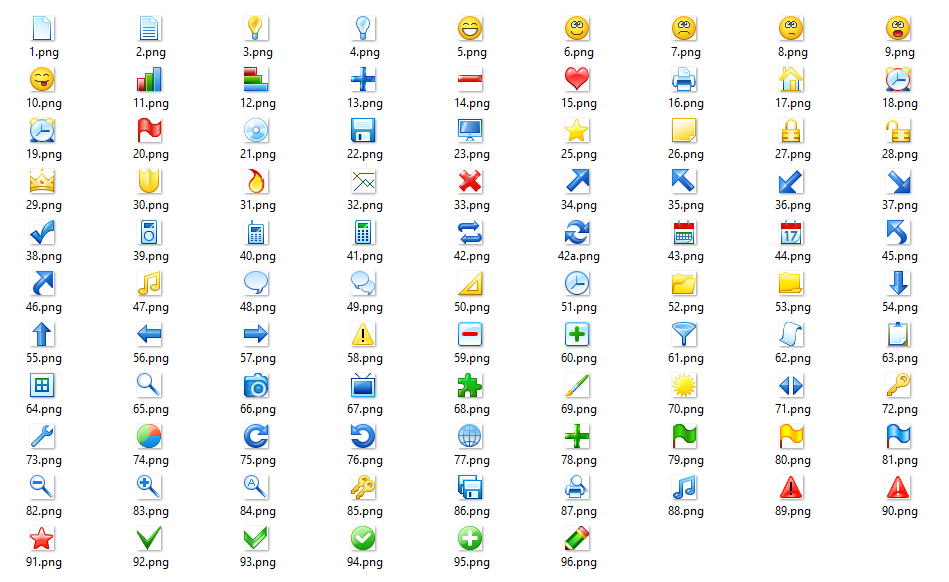 1.png 2.png 3.png 4.png 5.png 6.png 7.png 8.png 9.png
10.png 11.png 12.png 13.png 14.png 15.png 16.png 17.png 18.png
19.png 20.png 21.png 22.png 23.png 25.png 26.png 27.png 28.png
29.png 30.png 31.png 32.png 33.png 34.png 35.png 36.png 37.png
17
38.png 39.png 40.png 41.png 42.png 42a.png 43.png 44.png 45.png
46.png 47.png 48.png 49.png 50.png 51.png 52.png 53.png 54.png
55.png 56.png 57.png 58.png 59.png 60.png 61.png 62.png 63.png
64.png 65.png 66.png 67.png 68.png 69.png 70.png 71.png 72.png
73.png 74.png 75.png 76.png 77.png 78.png 79.png 80.png 81.png
A
82.png 83.png 84.png 85.png 86.png 87.png 88.png 89.png 90.png
91.png 92.png 93.png 94.png 95.png 96.png